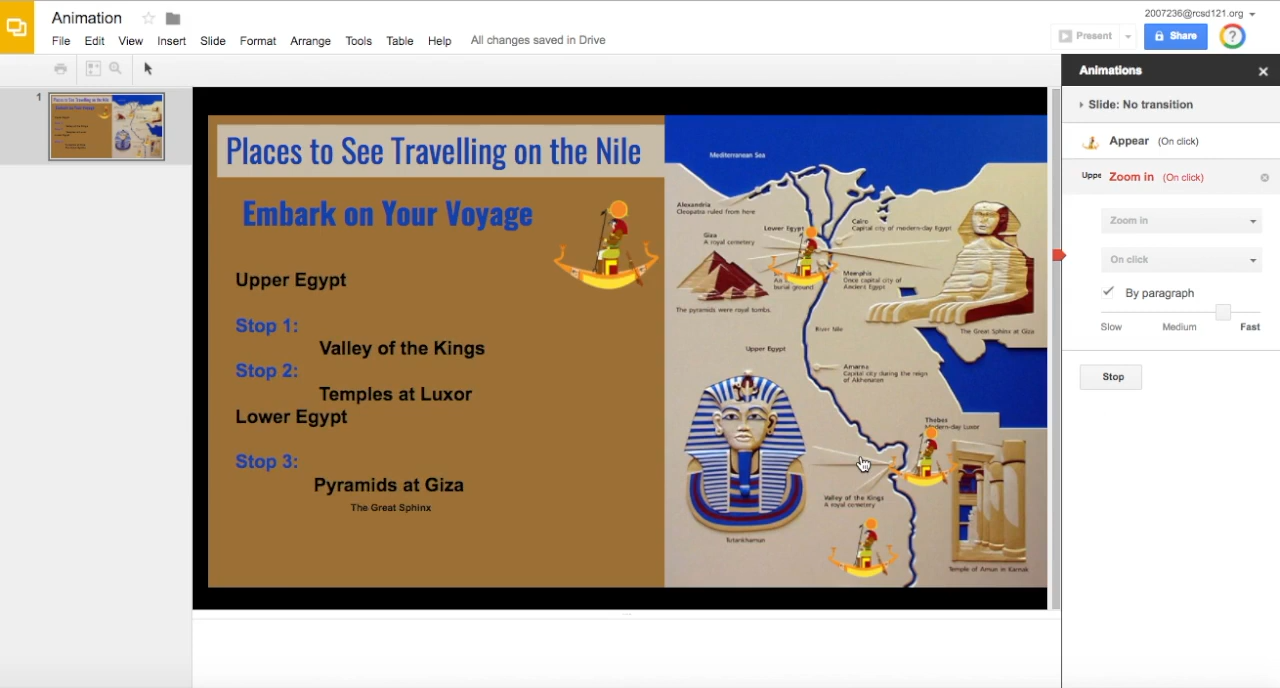 Animation
2007236@rcsd121.org
File Edit View Insert Slide Format Arrange Tools Table Help All changes saved in Drive
Present Share ?
Animations
1
Slide: No transition
Appear (On click)
Uppe Zoom in (On click)
Zoom in
On click
By paragraph
Slow Medium Fast
Stop
Places to See Travelling on the Nile
Embark on Your Voyage
Upper Egypt
Stop 1:
Valley of the Kings
Stop 2:
Temples at Luxor
Lower Egypt
Stop 3:
Pyramids at Giza
The Great Sphinx
Mediterranean Sea
Alexandria
Cleopatra ruled from here
Lower Egypt
Cairo
Capital city of modern-day Egypt
Giza
A royal cemetery
Memphis
Once capital city of
Ancient Egypt
burial ground
The pyramids were royal tombs.
River Nile
The Great Sphinx at Giza
Upper Egypt
Amarna
Capital city during the reign
of Akhenaton
Thebes
Modern-day Luxor
Valley of the Kings
A royal cemetery
Tutankhamun
Temple of Amun in Karnak